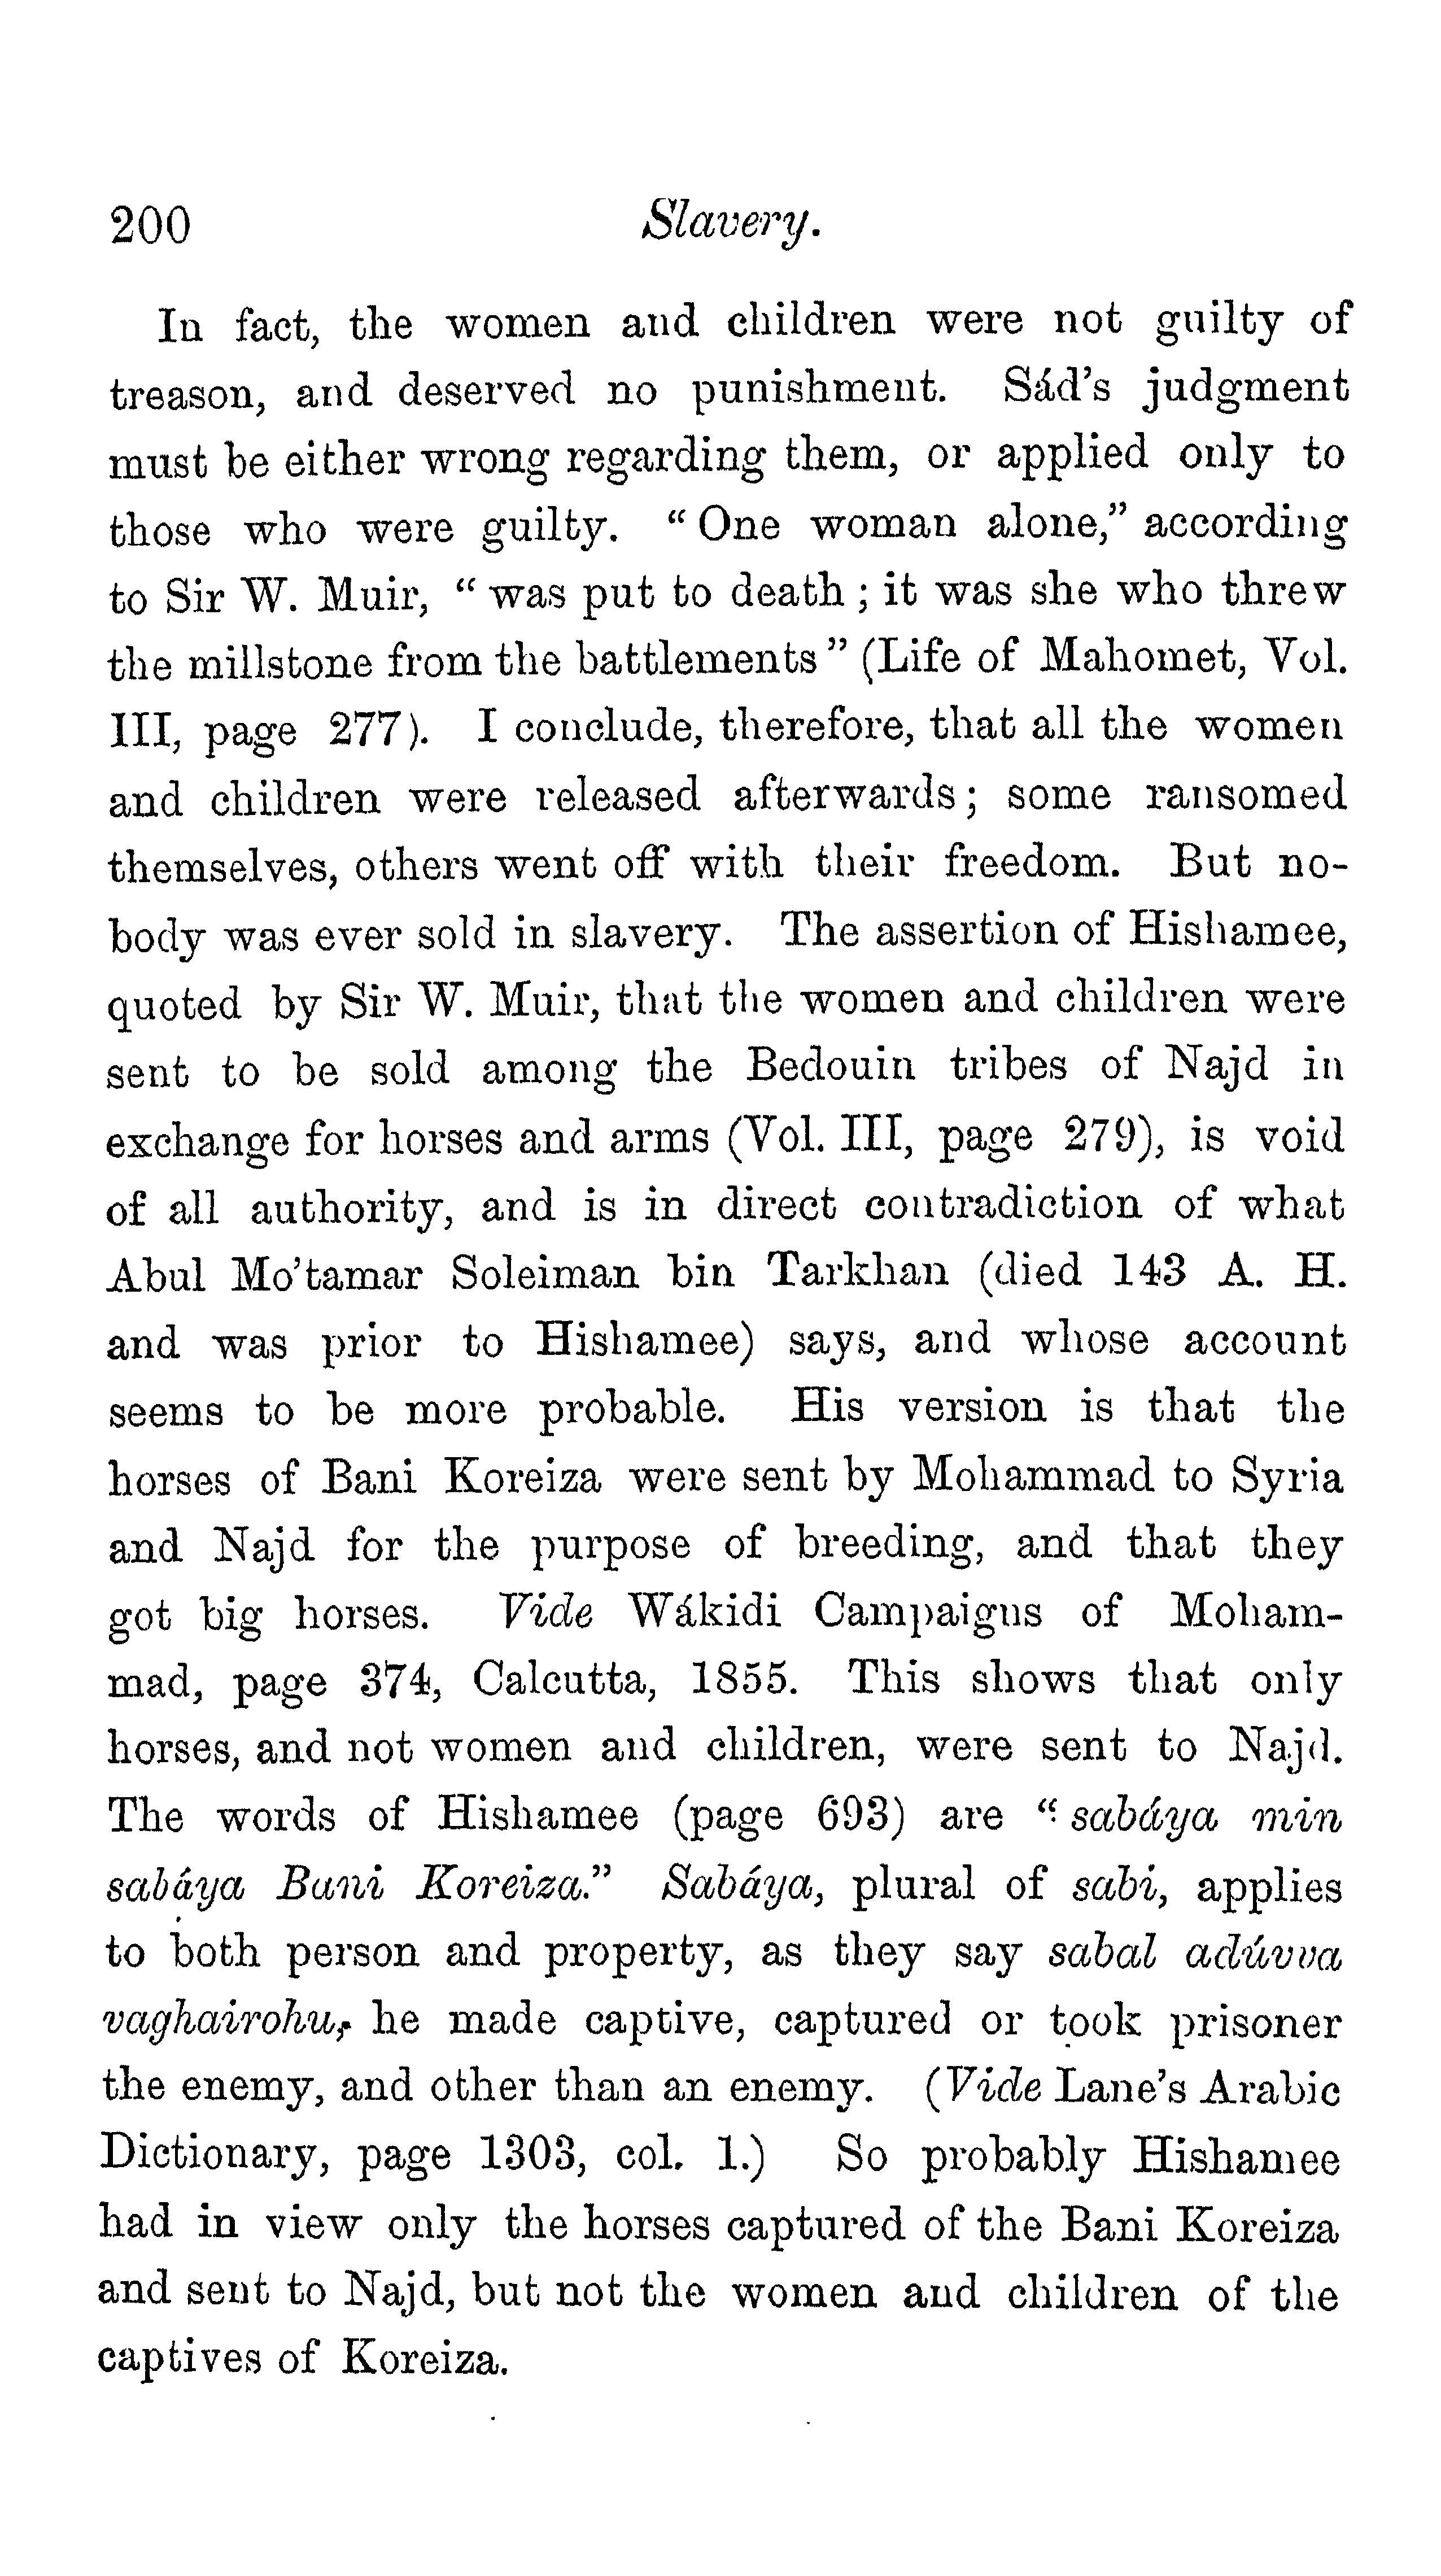 200 Slavery.
In fact, the women and children were not guilty of
treason, and deserved no punishment. Sád's judgment
must be either wrong regarding them, or applied only to
those who were guilty. “One woman alone,” according
to Sir W. Muir, “was put to death; it was she who threw
the millstone from the battlements” (Life of Mahomet, Vol.
III, page 277). I conclude, therefore, that all the women
and children were released afterwards; some ransomed
themselves, others went off with their freedom. But no-
body was ever sold in slavery. The assertion of Hishamee,
quoted by Sir W. Muir, that the women and children were
sent to be sold among the Bedouin tribes of Najd in
exchange for horses and arms (Vol. III, page 279), is void
of all authority, and is in direct contradiction of what
Abul Mo'tamar Soleiman bin Tarkhan (died 143 A. H.
and was prior to Hishamee) says, and whose account
seems to be more probable. His version is that the
horses of Bani Koreiza were sent by Mohammad to Syria
and Najd for the purpose of breeding, and that they
got big horses. Vide Wákidi Campaigns of Moham-
mad, page 374, Calcutta, 1855. This shows that only
horses, and not women and children, were sent to Najd.
The words of Hishamee (page 693) are “sabáya min
sabáya Bani Koreiza.” Sabáya, plural of sabi, applies
to both person and property, as they say sabal adúvva
vaghairohu, he made captive, captured or took prisoner
the enemy, and other than an enemy. (Vide Lane's Arabic
Dictionary, page 1303, col. 1.) So probably Hishamee
had in view only the horses captured of the Bani Koreiza
and sent to Najd, but not the women and children of the
captives of Koreiza.